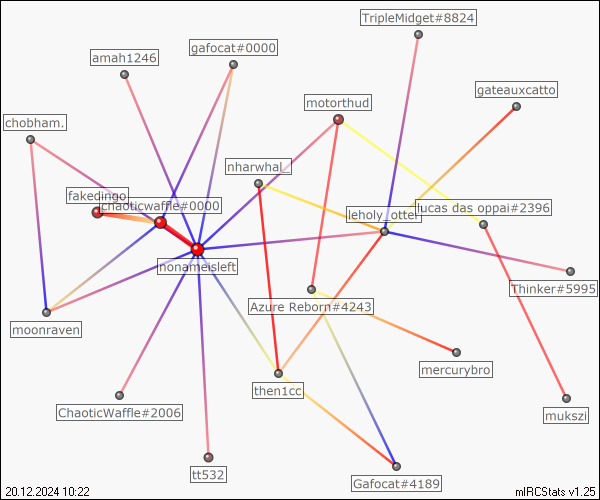 TripleMidget#8824
gafocat#0000
amah1246
gateauxcatto
motorthud
chobham.
nharwhal_
fakedingo
chaoticwaffle#0000
leholy_otter
lucas das oppai#2396
nonameisleft
Thinker#5995
Azure Reborn#4243
moonraven
mercurybro
then1cc
ChaoticWaffle#2006
mukszi
tt532
Gafocat#4189
20.12.2024 10:22
mIRCStats v1.25